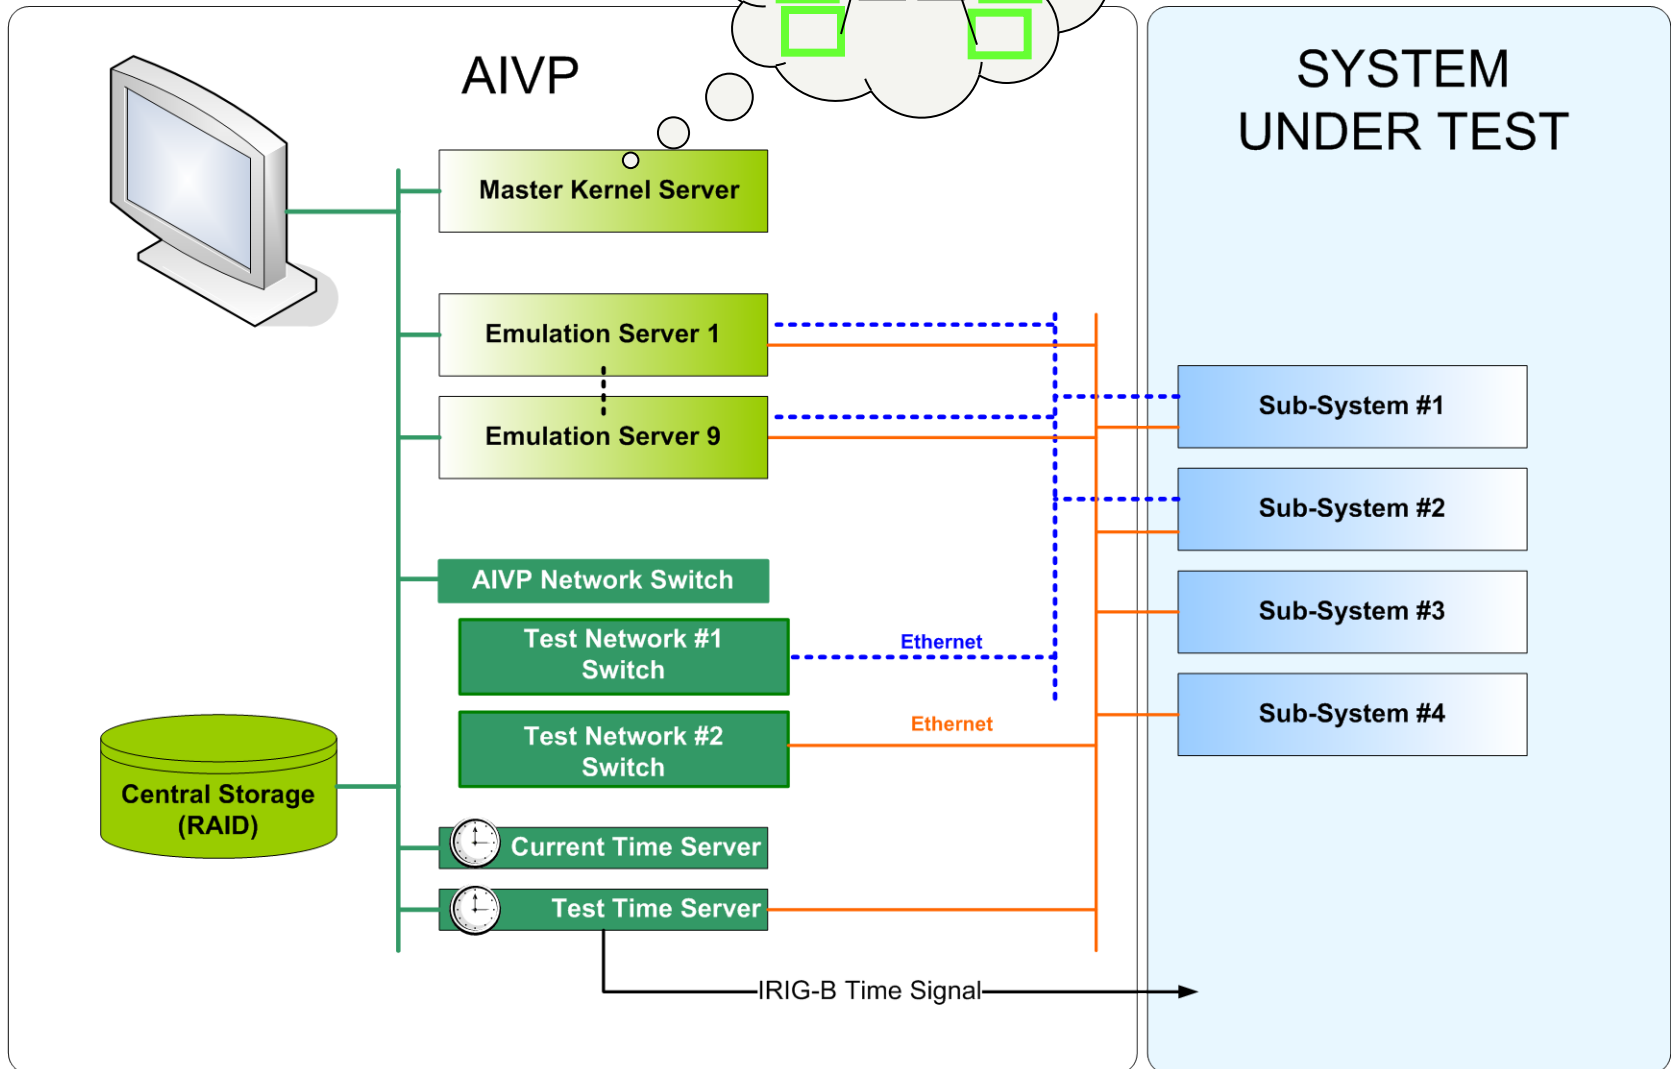 AIVP
SYSTEM
UNDER TEST
Master Kernel Server
Emulation Server 1
Emulation Server 9
Sub-System #1
Sub-System #2
Sub-System #3
Sub-System #4
AIVP Network Switch
Test Network #1
Switch
Ethernet
Test Network #2
Switch
Ethernet
Central Storage
(RAID)
Current Time Server
Test Time Server
IRIG-B Time Signal